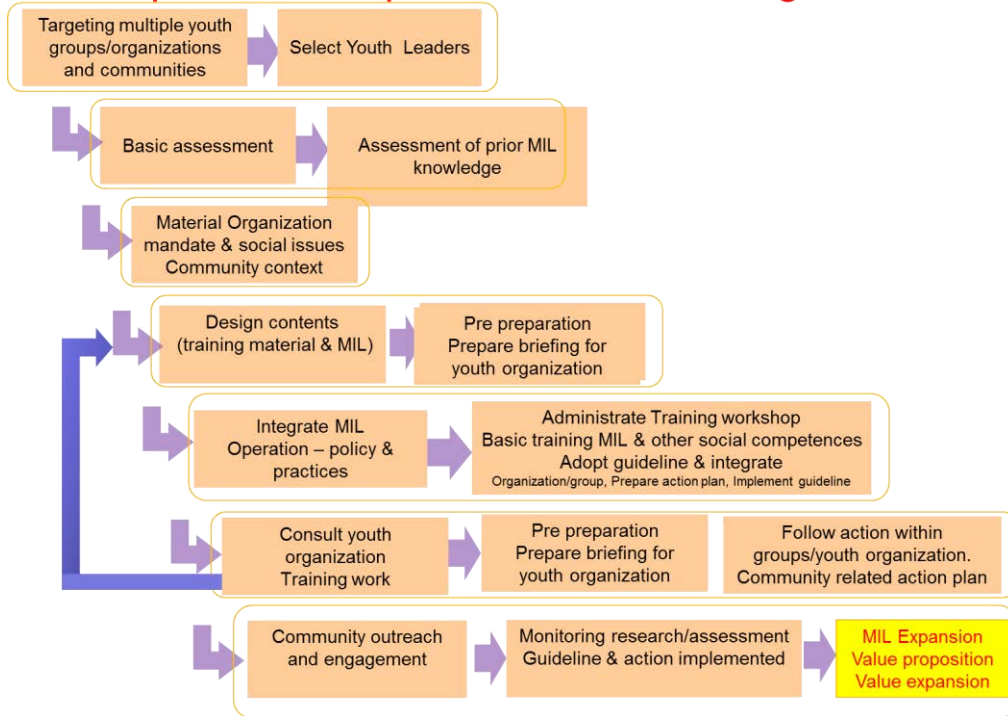 Targeting multiple youth
groups/organizations
and communities
Select Youth Leaders
Basic assessment
Assessment of prior MIL
knowledge
Material Organization
mandate & social issues
Community context
Design contents
(training material & MIL)
Pre preparation
Prepare briefing for
youth organization
Integrate MIL
Operation – policy &
practices
Administrate Training workshop
Basic training MIL & other social competences
Adopt guideline & integrate
Organization/group, Prepare action plan, Implement guideline
Consult youth
organization
Training work
Pre preparation
Prepare briefing for
youth organization
Follow action within
groups/youth organization.
Community related action plan
Community outreach
and engagement
Monitoring research/assessment
Guideline & action implemented
MIL Expansion
Value proposition
Value expansion